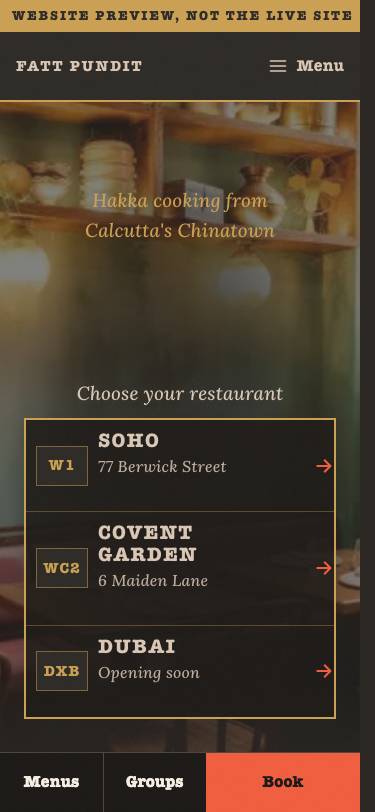 WEBSITE PREVIEW, NOT THE LIVE SITE
FATT PUNDIT
Menu
Hakka cooking from
Calcutta's Chinatown
Choose your restaurant
W1
SOHO
77 Berwick Street
WC2
COVENT
GARDEN
6 Maiden Lane
DXB
DUBAI
Opening soon
Menus
Groups
Book